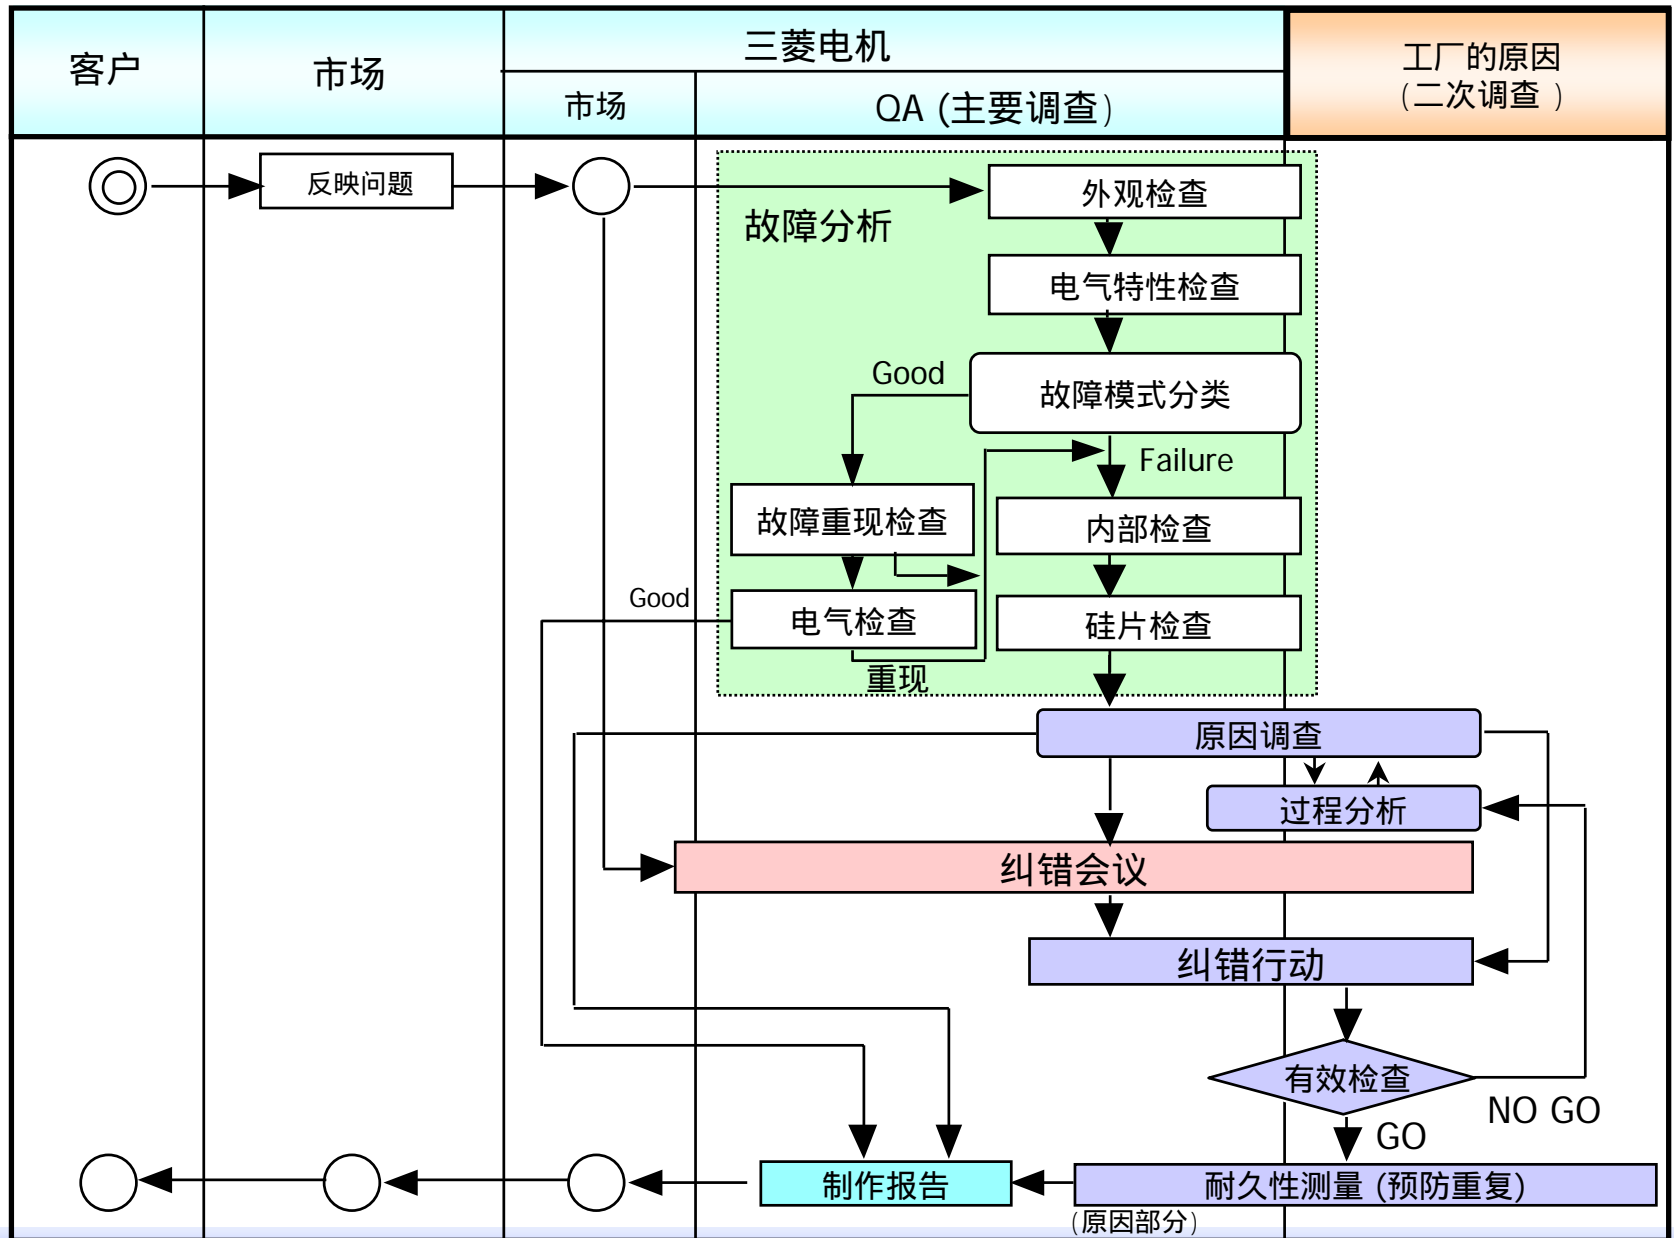 客户
市场
三菱电机
市场
QA (主要调查)
工厂的原因
(二次调查 )
反映问题
外观检查
故障分析
电气特性检查
Good
故障模式分类
Failure
故障重现检查
内部检查
Good
电气检查
硅片检查
重现
原因调查
过程分析
纠错会议
纠错行动
有效检查
NO GO
GO
制作报告
耐久性测量 (预防重复)
(原因部分)